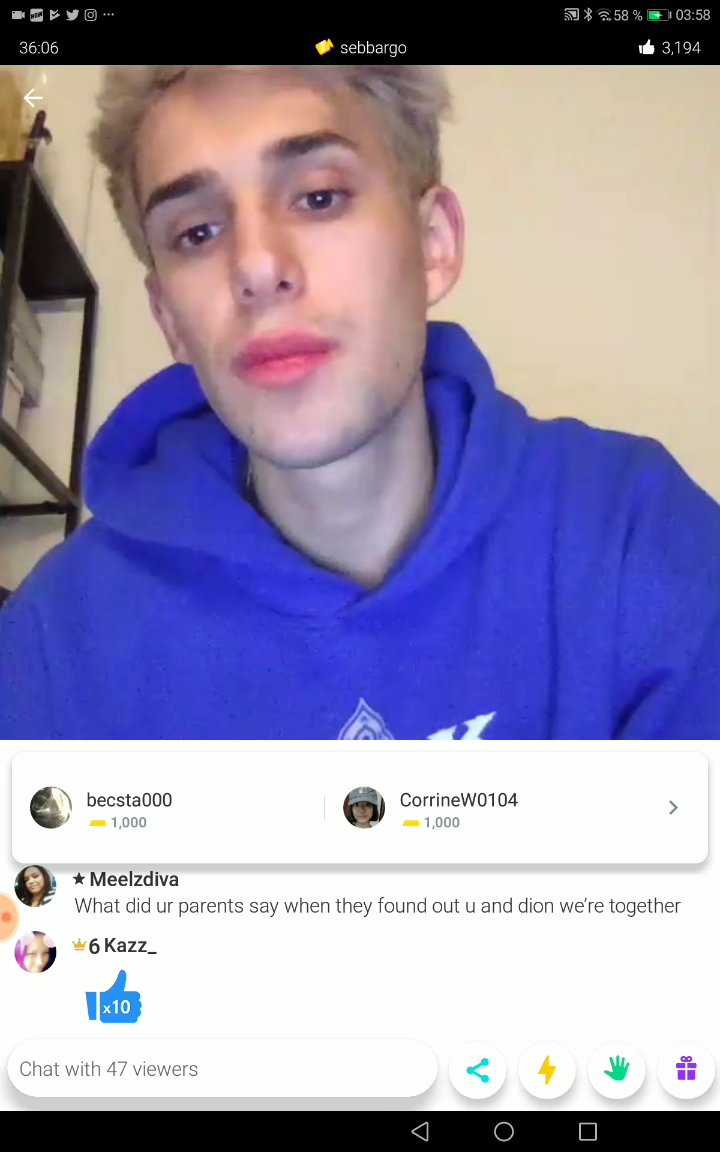 58 % 03:58
36:06 sebbargo 3,194
becsta000 CorrineW0104
1,000 1,000
★ Meelzdiva
What did ur parents say when they found out u and dion we're together
6 Kazz_
x10
Chat with 47 viewers